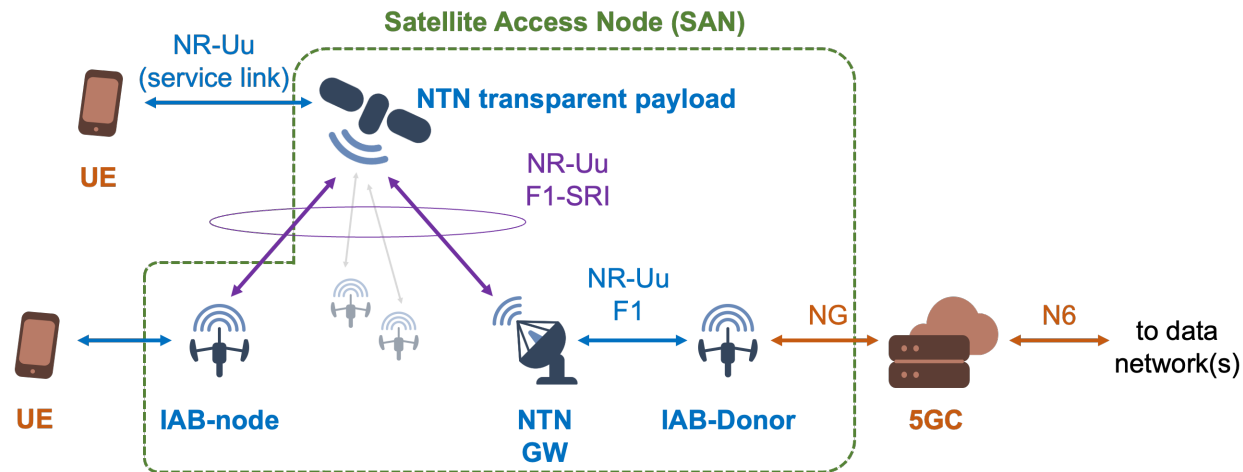 Satellite Access Node (SAN)
NR-Uu
(service link)
NTN transparent payload
UE
NR-Uu
F1-SRI
NR-Uu
F1
NG
N6
to data
network(s)
UE
IAB-node
NTN
GW
IAB-Donor
5GC